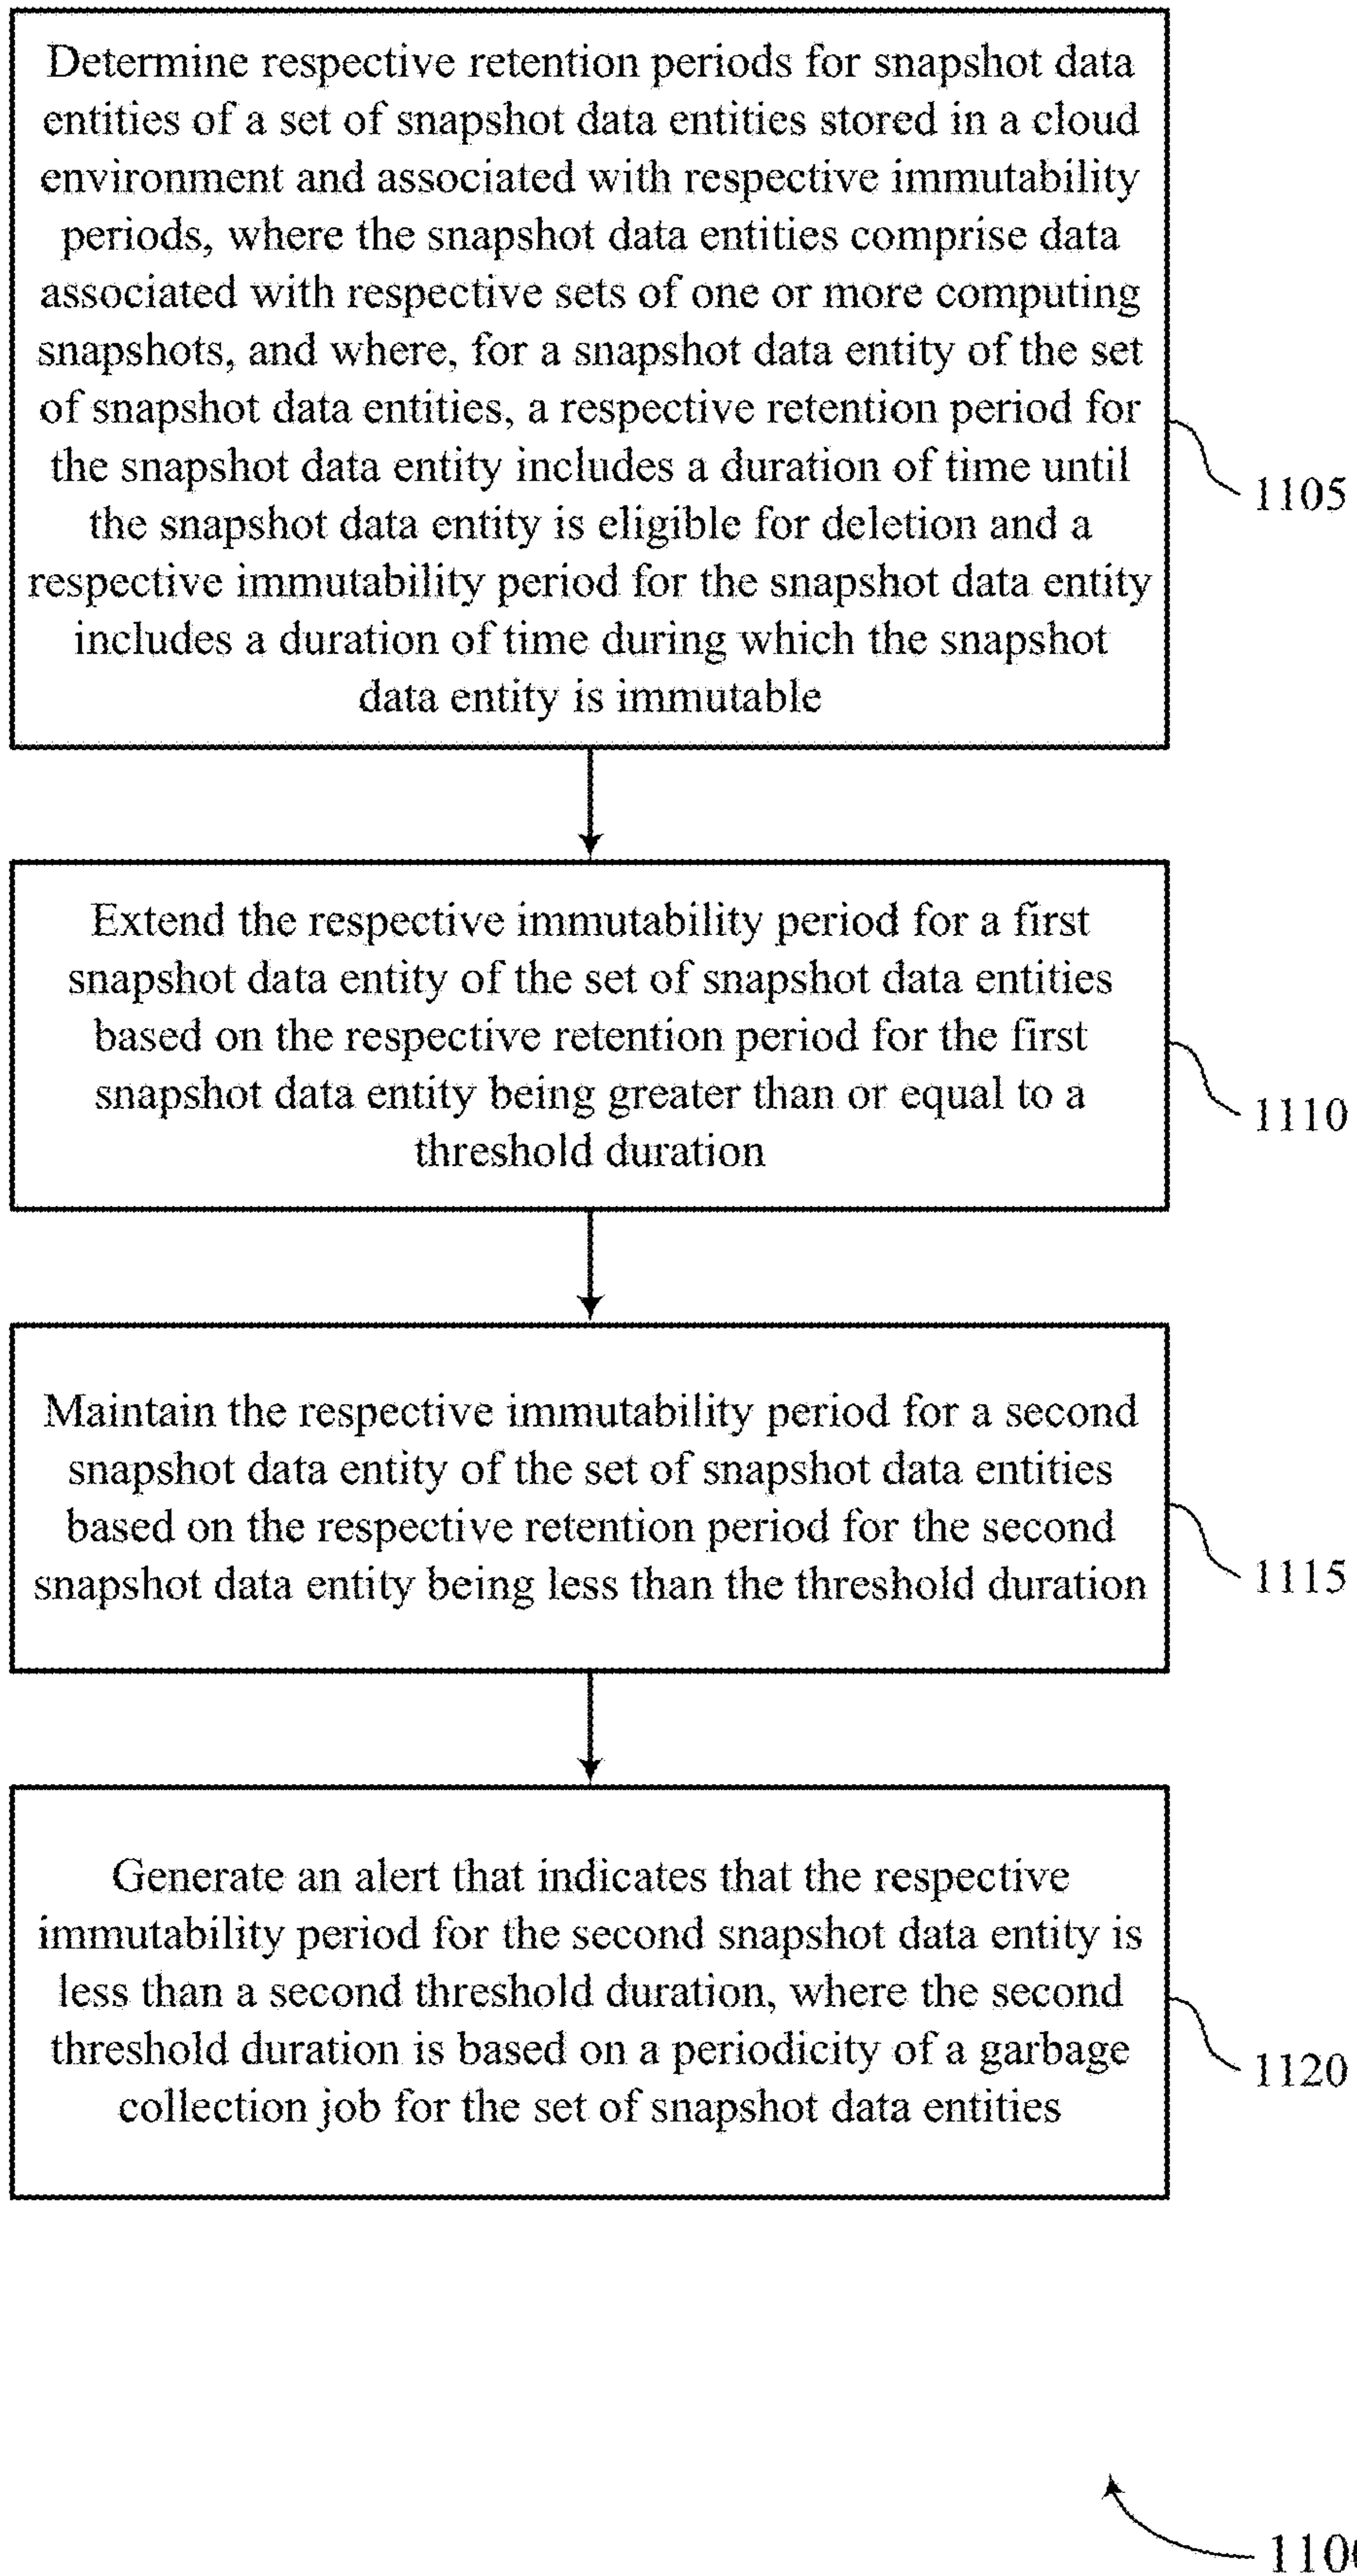 Determine respective retention periods for snapshot data
entities of a set of snapshot data entities stored in a cloud
environment and associated with respective immutability
periods, where the snapshot data entities comprise data
associated with respective sets of one or more computing
snapshots, and where, for a snapshot data entity of the set
of snapshot data entities, a respective retention period for
the snapshot data entity includes a duration of time until
the snapshot data entity is eligible for deletion and a
respective immutability period for the snapshot data entity
includes a duration of time during which the snapshot
data entity is immutable
1105
Extend the respective immutability period for a first
snapshot data entity of the set of snapshot data entities
based on the respective retention period for the first
snapshot data entity being greater than or equal to a
threshold duration
1110
Maintain the respective immutability period for a second
snapshot data entity of the set of snapshot data entities
based on the respective retention period for the second
snapshot data entity being less than the threshold duration
1115
Generate an alert that indicates that the respective
immutability period for the second snapshot data entity is
less than a second threshold duration, where the second
threshold duration is based on a periodicity of a garbage
collection job for the set of snapshot data entities
1120
1100